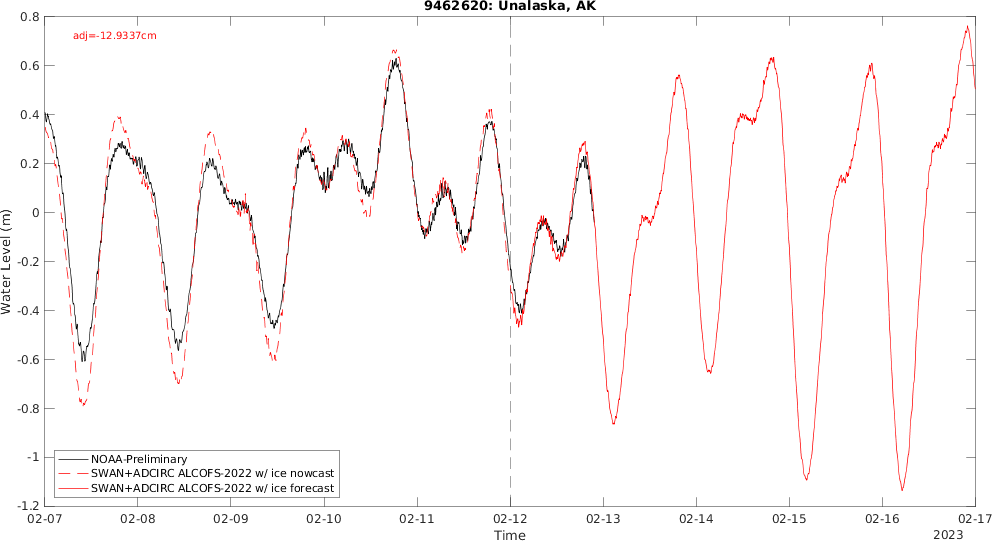 9462620: Unalaska, AK
adj=-12.9337cm
0.8
0.6
0.4
0.2
0
-0.2
-0.4
-0.6
-0.8
-1
-1.2
Water Level (m)
NOAA-Preliminary
SWAN+ADCIRC ALCOFS-2022 w/ ice nowcast
SWAN+ADCIRC ALCOFS-2022 w/ ice forecast
02-07 02-08 02-09 02-10 02-11 02-12 02-13 02-14 02-15 02-16 02-17
Time
2023